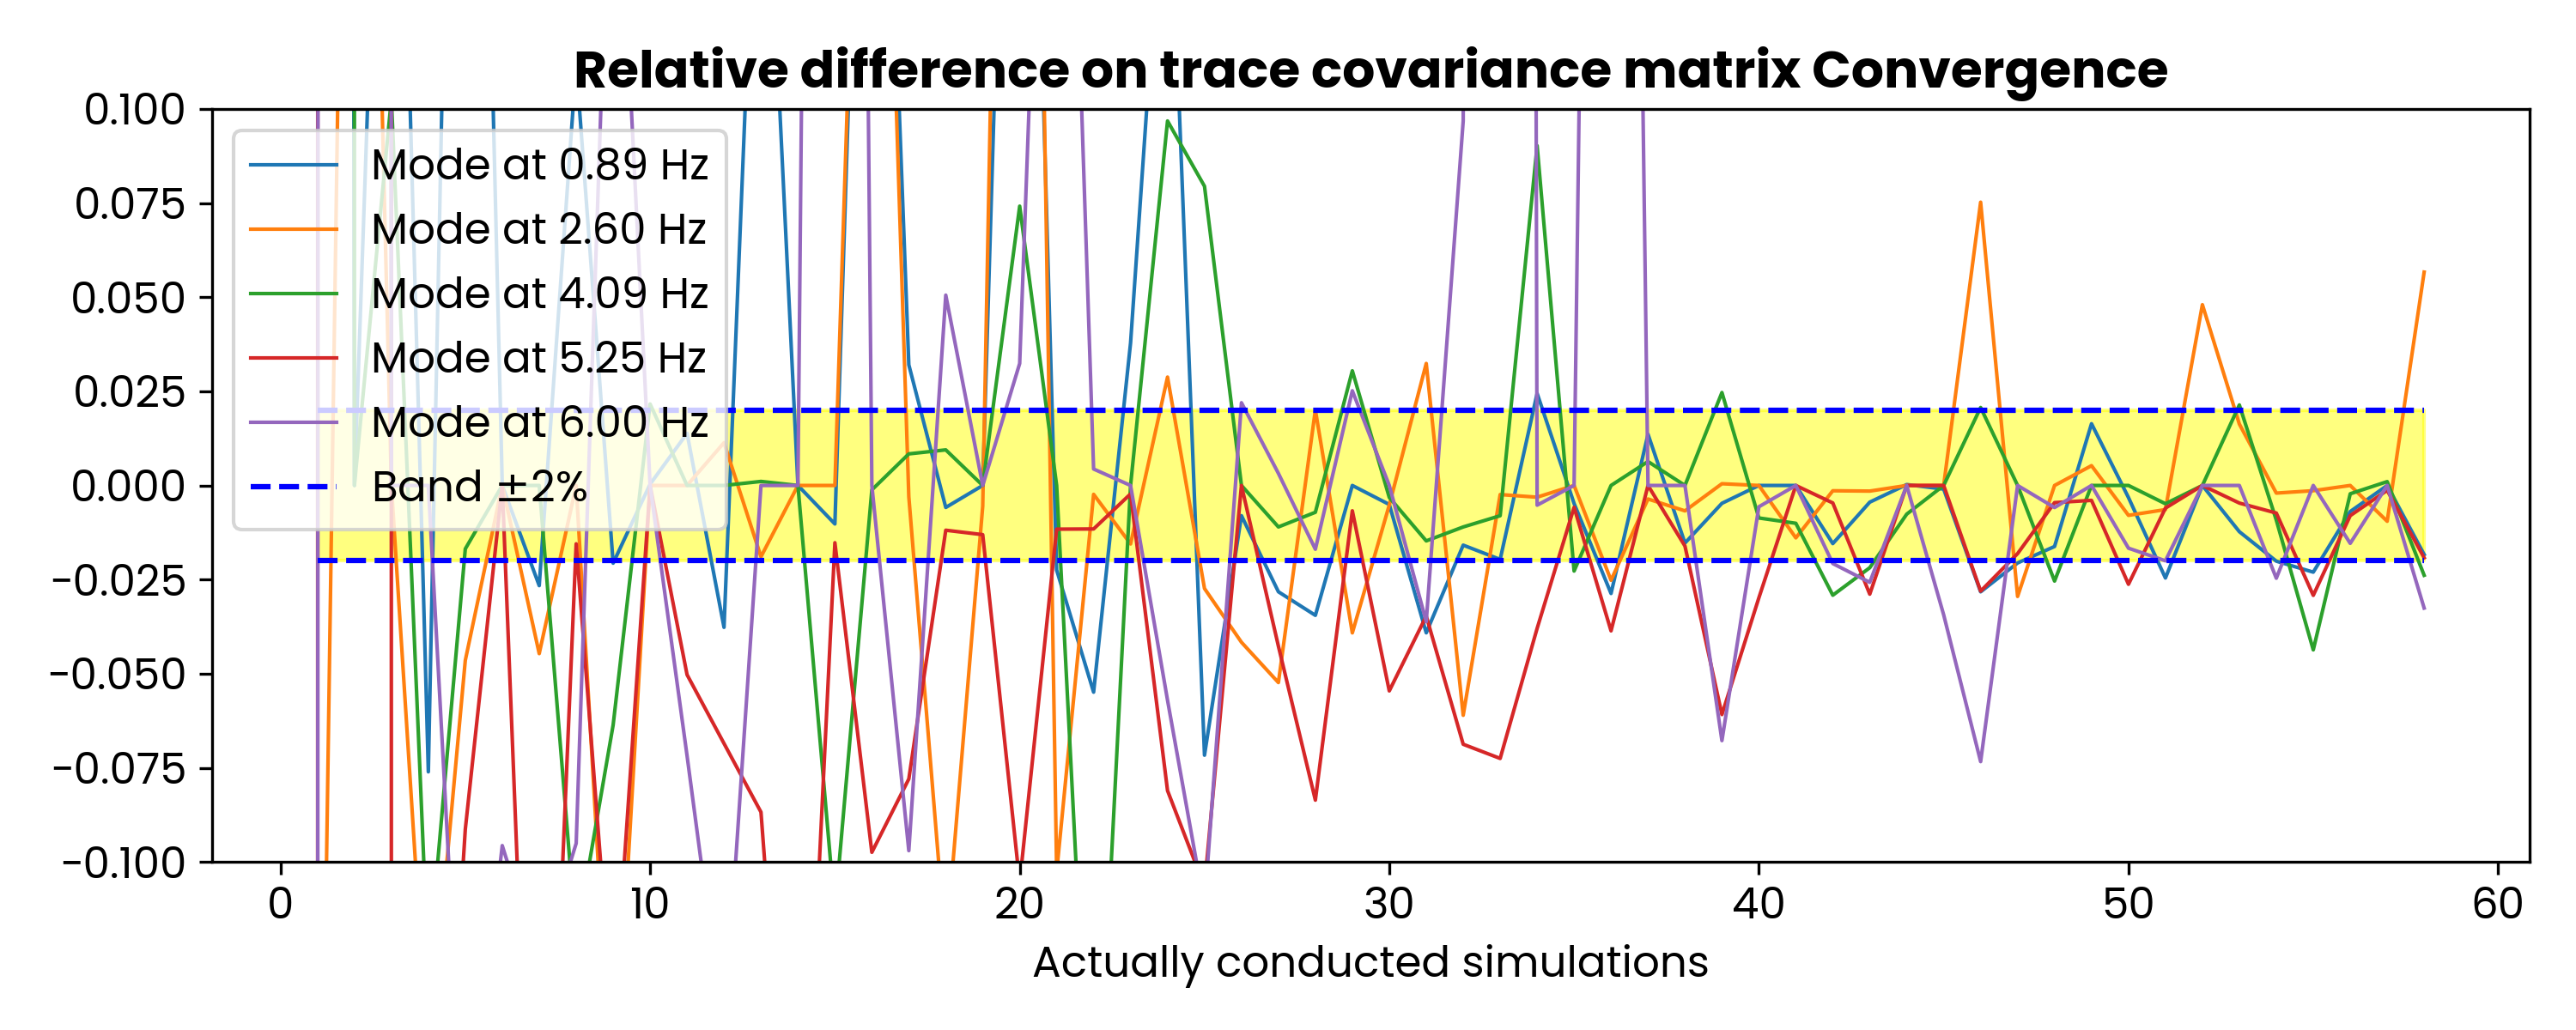 Relative difference on trace covariance matrix Convergence
0.100
0.075
0.050
0.025
0.000
−0.025
−0.050
−0.075
−0.100
Mode at 0.89 Hz
Mode at 2.60 Hz
Mode at 4.09 Hz
Mode at 5.25 Hz
Mode at 6.00 Hz
Band ±2%
0 10 20 30 40 50 60
Actually conducted simulations